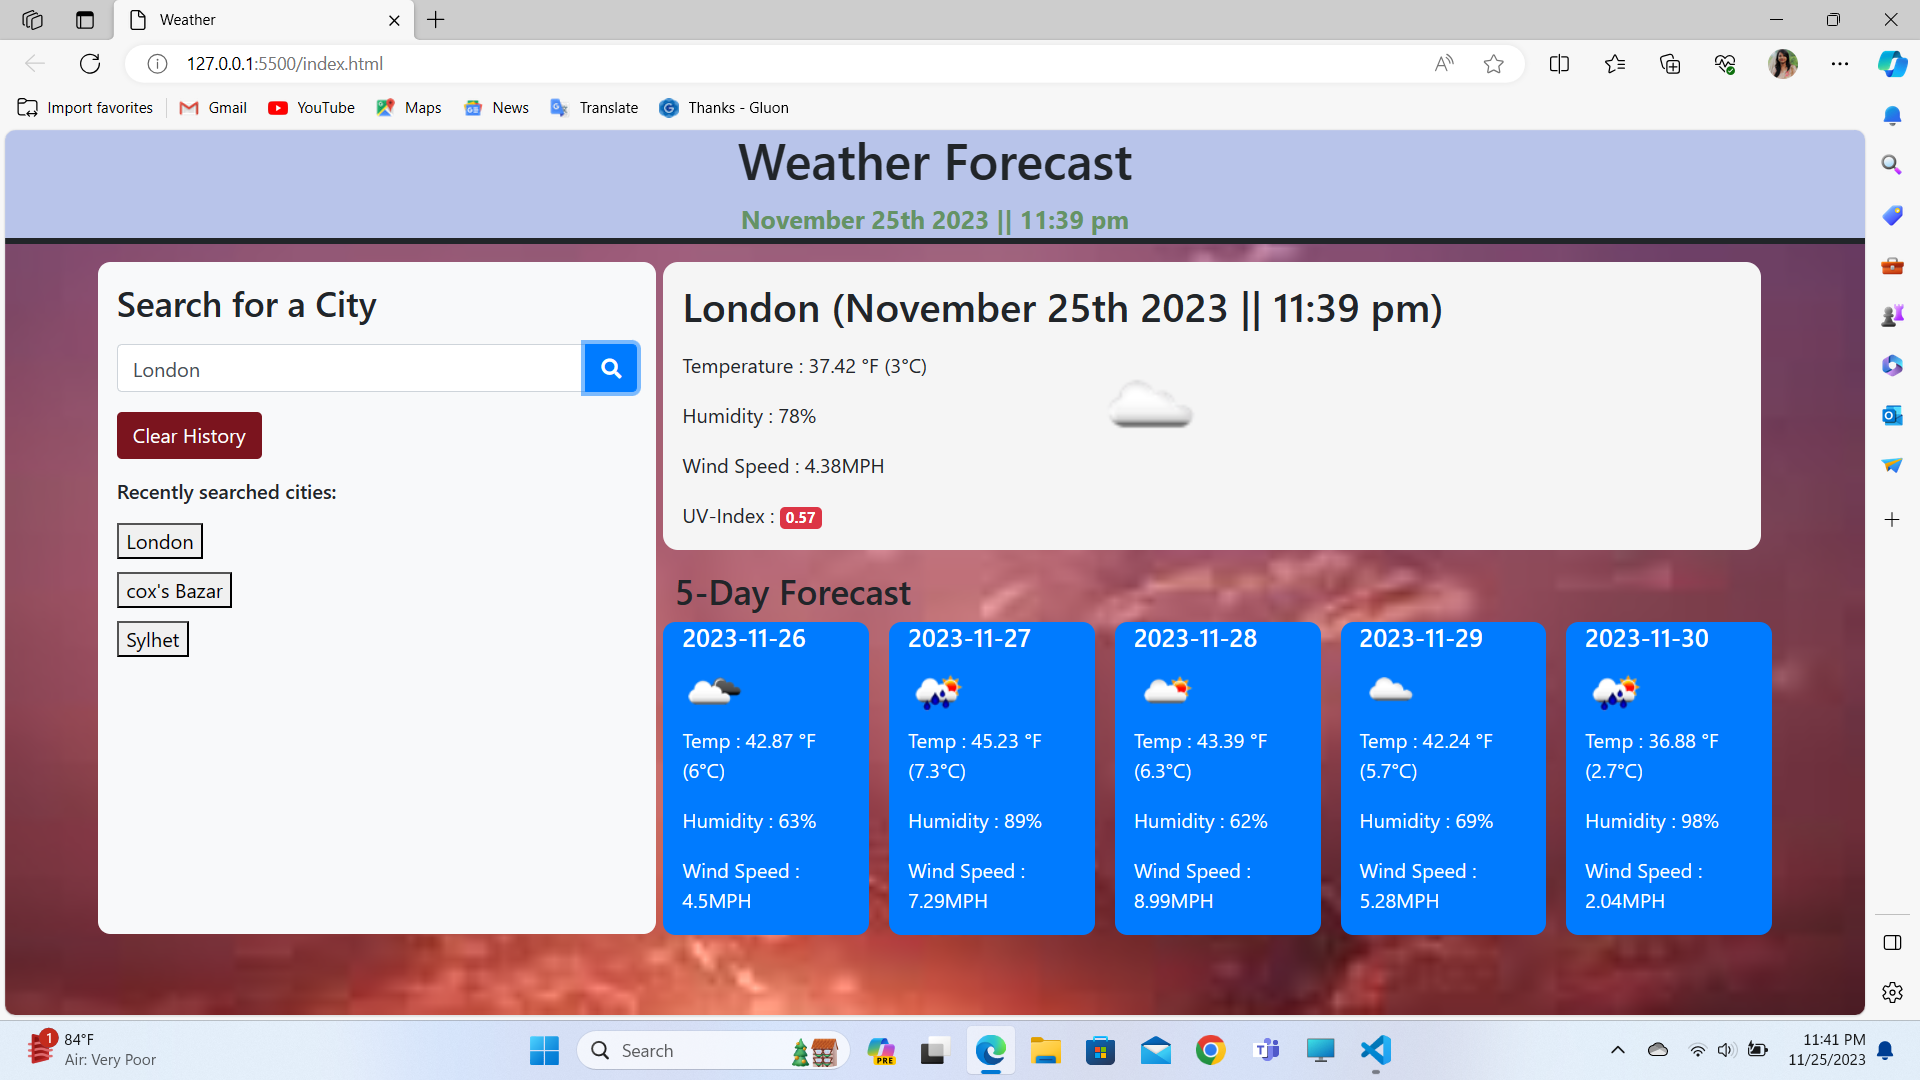 Weather
127.0.0.1:5500/index.html
Import favorites
Gmail
YouTube
Maps
News
Translate
Thanks - Gluon
Weather Forecast
November 25th 2023 || 11:39 pm
Search for a City
London
Clear History
Recently searched cities:
London
cox's Bazar
Sylhet
London (November 25th 2023 || 11:39 pm)
Temperature : 37.42 °F (3°C)
Humidity : 78%
Wind Speed : 4.38MPH
UV-Index : 0.57
5-Day Forecast
2023-11-26
Temp : 42.87 °F
(6°C)
Humidity : 63%
Wind Speed :
4.5MPH
2023-11-27
Temp : 45.23 °F
(7.3°C)
Humidity : 89%
Wind Speed :
7.29MPH
2023-11-28
Temp : 43.39 °F
(6.3°C)
Humidity : 62%
Wind Speed :
8.99MPH
2023-11-29
Temp : 42.24 °F
(5.7°C)
Humidity : 69%
Wind Speed :
5.28MPH
2023-11-30
Temp : 36.88 °F
(2.7°C)
Humidity : 98%
Wind Speed :
2.04MPH
1
84°F
Air: Very Poor
Search
PRE
11:41 PM
11/25/2023